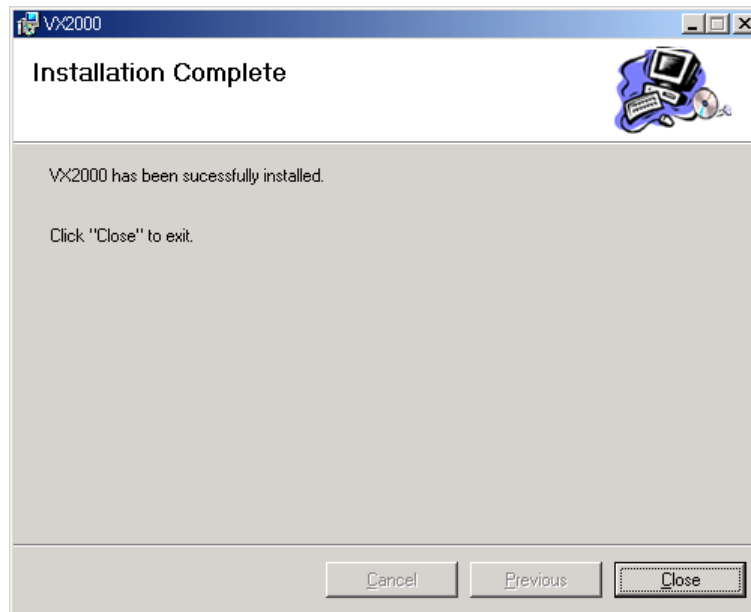 VX2000
Installation Complete
VX2000 has been sucessfully installed.
Click "Close" to exit.
Cancel
Previous
Close